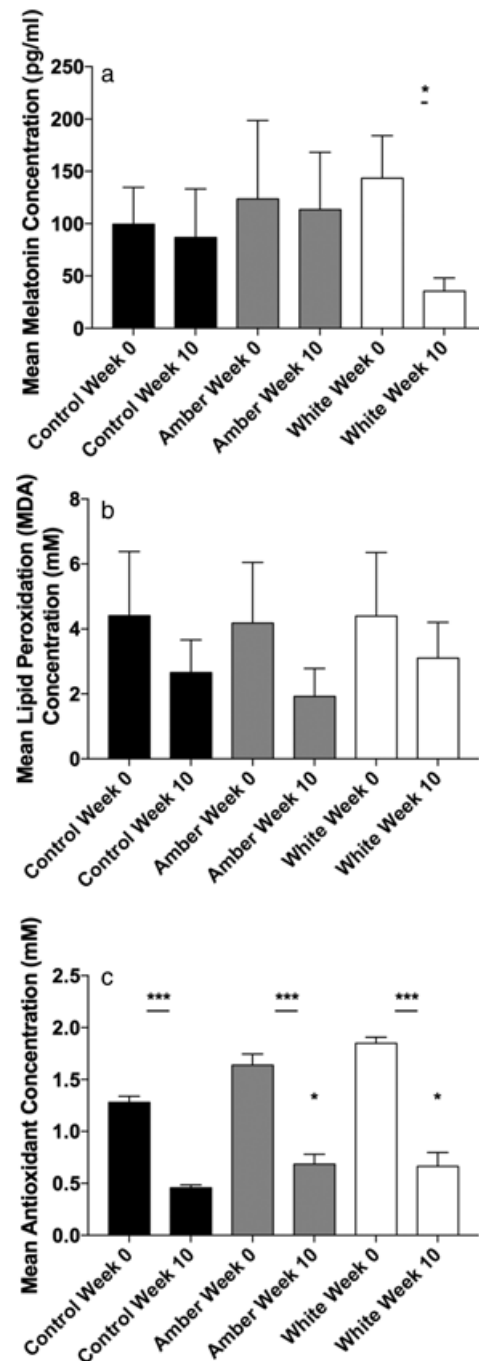 a
Mean Melatonin Concentration (pg/ml)
250
200
150
100
50
0
*
Control Week 0
Control Week 10
Amber Week 0
Amber Week 10
White Week 0
White Week 10
b
Mean Lipid Peroxidation (MDA)
Concentration (mM)
8
6
4
2
0
Control Week 0
Control Week 10
Amber Week 0
Amber Week 10
White Week 0
White Week 10
c
Mean Antioxidant Concentration (mM)
2.5
2.0
1.5
1.0
0.5
0.0
*** *** ***
* *
Control Week 0
Control Week 10
Amber Week 0
Amber Week 10
White Week 0
White Week 10